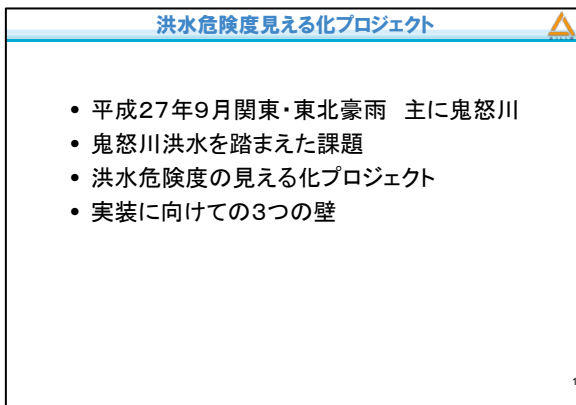 洪水危険度見える化プロジェクト
• 平成27年9月関東・東北豪雨　主に鬼怒川
• 鬼怒川洪水を踏まえた課題
• 洪水危険度の見える化プロジェクト
• 実装に向けての3つの壁
1